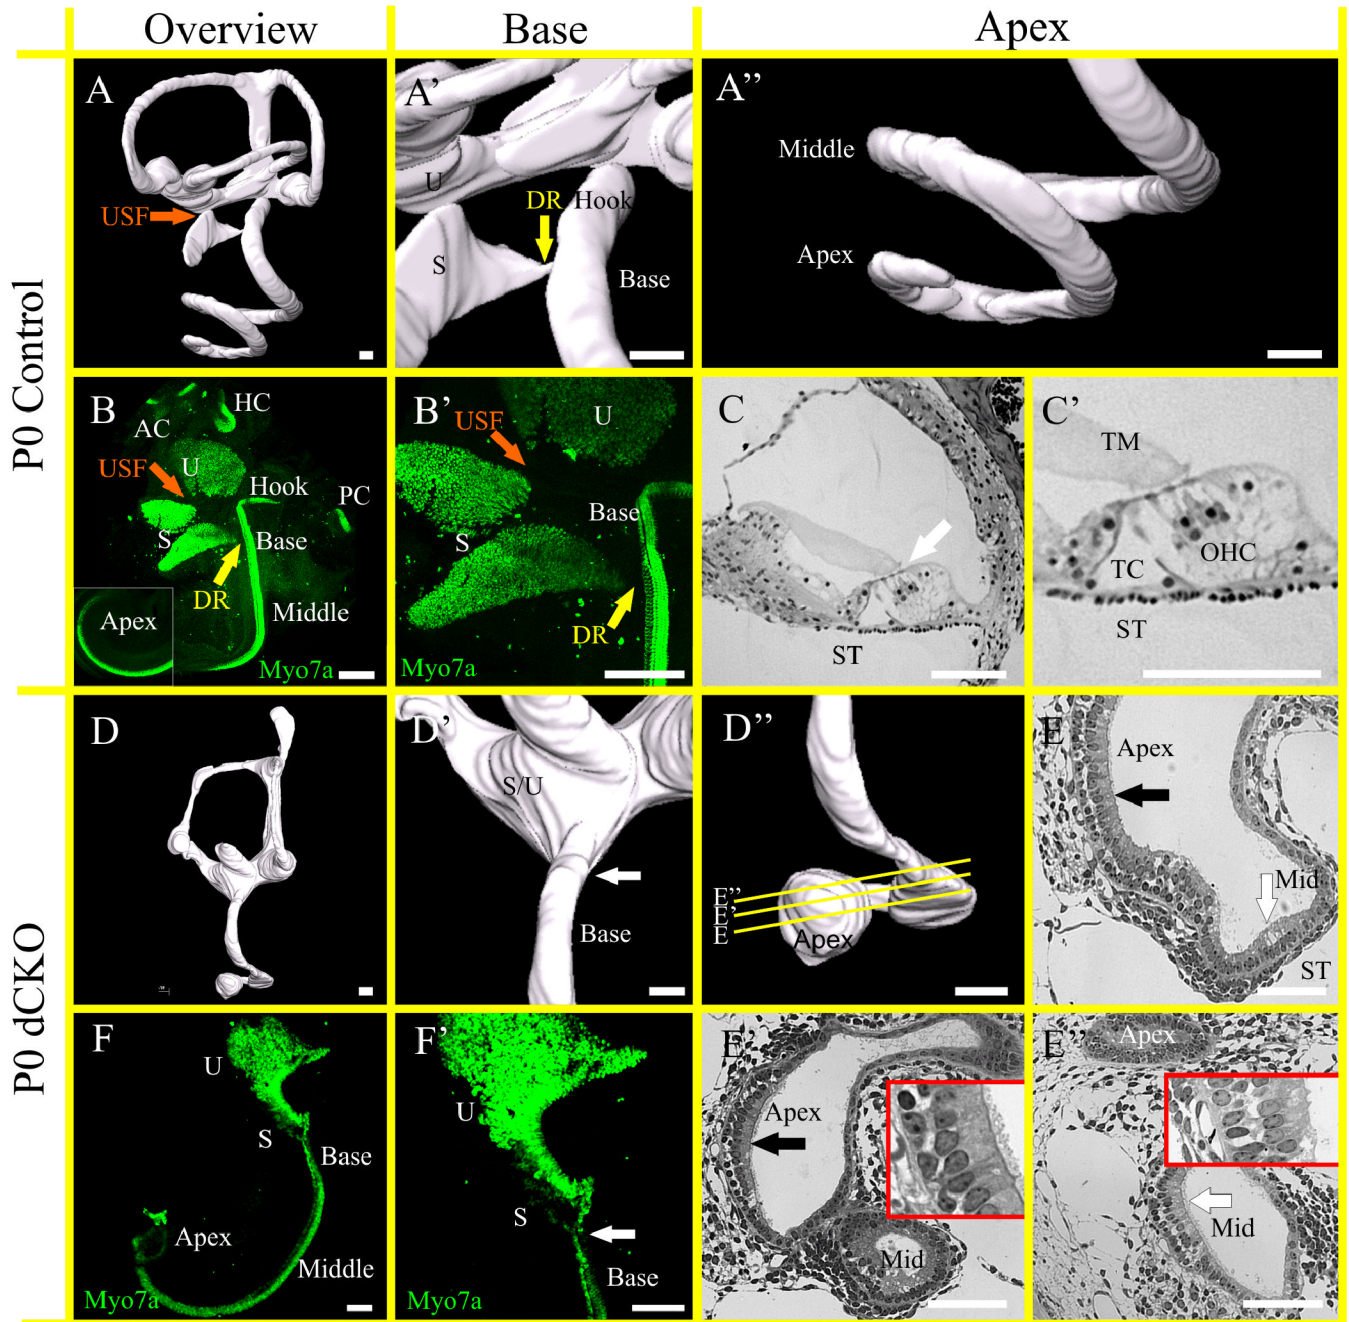 Overview
Base
Apex
P0 Control
A
USF
A’
U
DR
Hook
S
Base
A’’
Middle
Apex
B
HC
AC
USF
U
Hook
PC
S
Base
DR
Middle
Apex
Myo7a
B’
USF
U
Base
S
DR
Myo7a
C
ST
C’
TM
OHC
TC
ST
P0 dCKO
D
D’
S/U
Base
D’’
E’’
E’
E
Apex
E
Apex
Mid
ST
F
U
S
Base
Apex
Middle
Myo7a
F’
U
S
Base
Myo7a
E
Apex
Mid
E’’
Apex
Mid